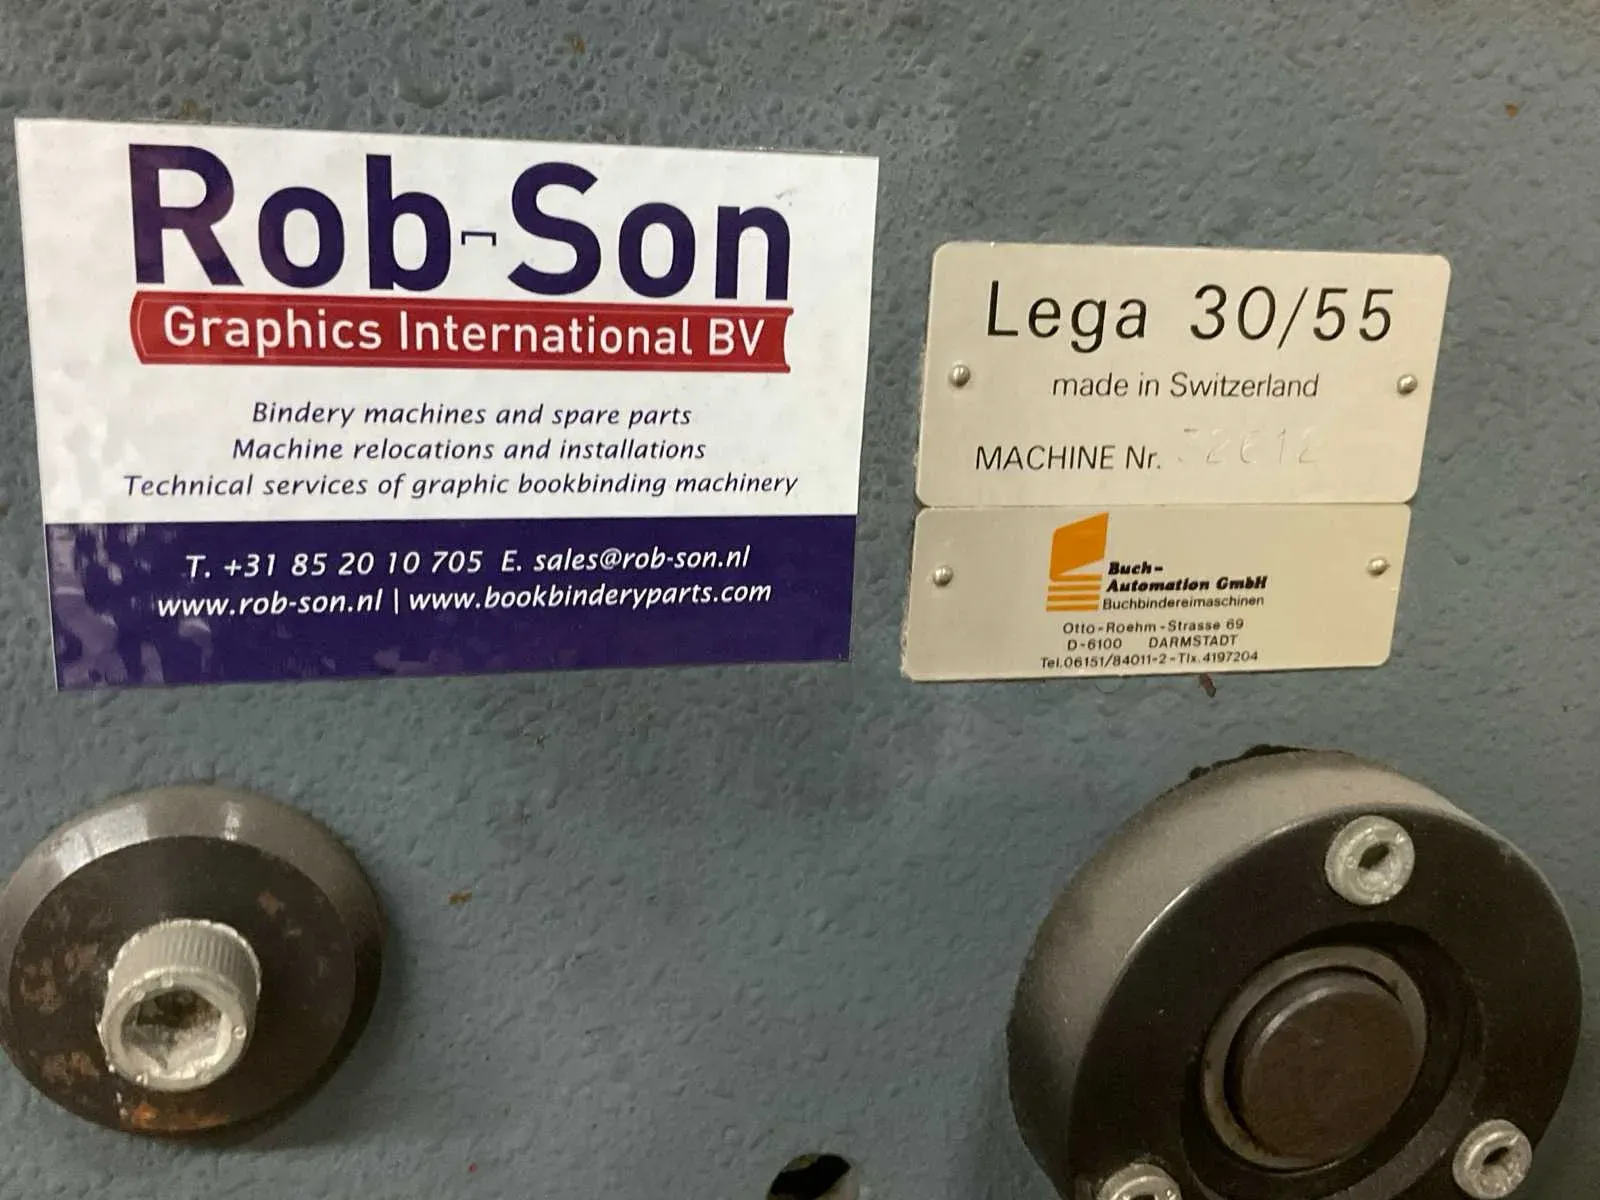 Rob-Son
Graphics International BV
Bindery machines and spare parts
Machine relocations and installations
Technical services of graphic bookbinding machinery
T. +31 85 20 10 705 E. sales@rob-son.nl
www.rob-son.nl | www.bookbinderyparts.com
Lega 30/55
made in Switzerland
MACHINE Nr.
Buch-
Automation GmbH
Buchbindereimaschinen
Otto-Roehm-Strasse 69
D-6100 DARMSTADT
Tel.06151/84011-2-Tlx.4197204